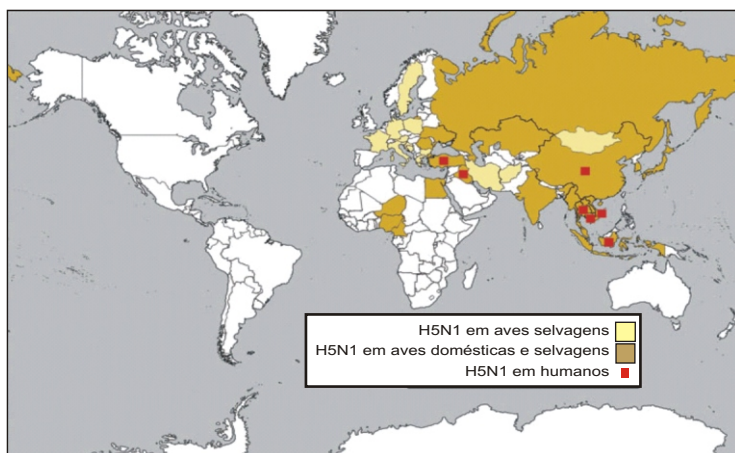 H5N1 em aves selvagens
H5N1 em aves domésticas e selvagens
H5N1 em humanos